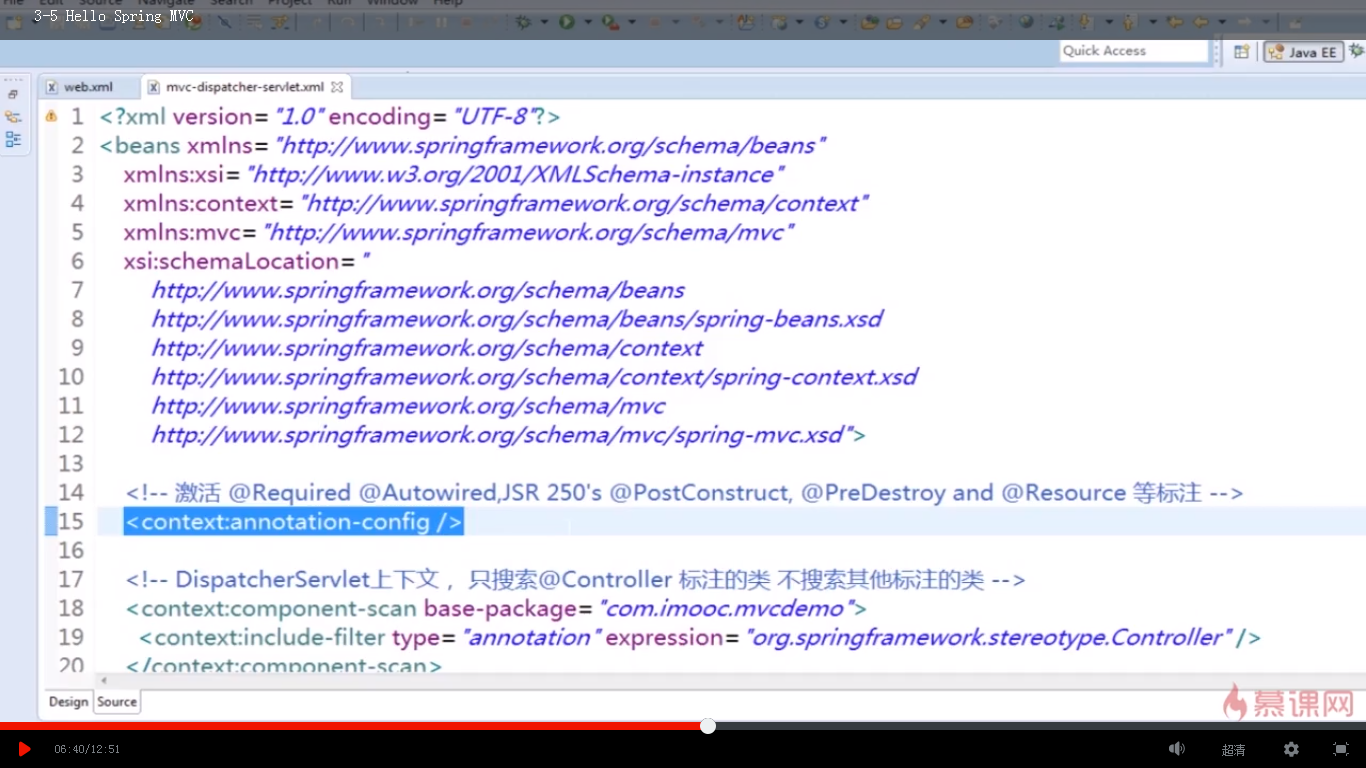 File Edit Source Navigate Search Project Run Window Help
3-5 Hello Spring MVC
Quick Access
Java EE
web.xml
mvc-dispatcher-servlet.xml
1 <?xml version="1.0" encoding="UTF-8"?>
2 <beans xmlns="http://www.springframework.org/schema/beans"
3 xmlns:xsi="http://www.w3.org/2001/XMLSchema-instance"
4 xmlns:context="http://www.springframework.org/schema/context"
5 xmlns:mvc="http://www.springframework.org/schema/mvc"
6 xsi:schemaLocation="
7 http://www.springframework.org/schema/beans
8 http://www.springframework.org/schema/beans/spring-beans.xsd
9 http://www.springframework.org/schema/context
10 http://www.springframework.org/schema/context/spring-context.xsd
11 http://www.springframework.org/schema/mvc
12 http://www.springframework.org/schema/mvc/spring-mvc.xsd">
13
14 <!-- 激活 @Required @Autowired,JSR 250's @PostConstruct, @PreDestroy and @Resource 等标注 -->
15 <context:annotation-config />
16
17 <!-- DispatcherServlet上下文， 只搜索@Controller 标注的类 不搜索其他标注的类 -->
18 <context:component-scan base-package="com.imooc.mvcdemo">
19 <context:include-filter type="annotation" expression="org.springframework.stereotype.Controller" />
20 </context:component-scan>
Design Source
慕课网
06:40/12:51
超清